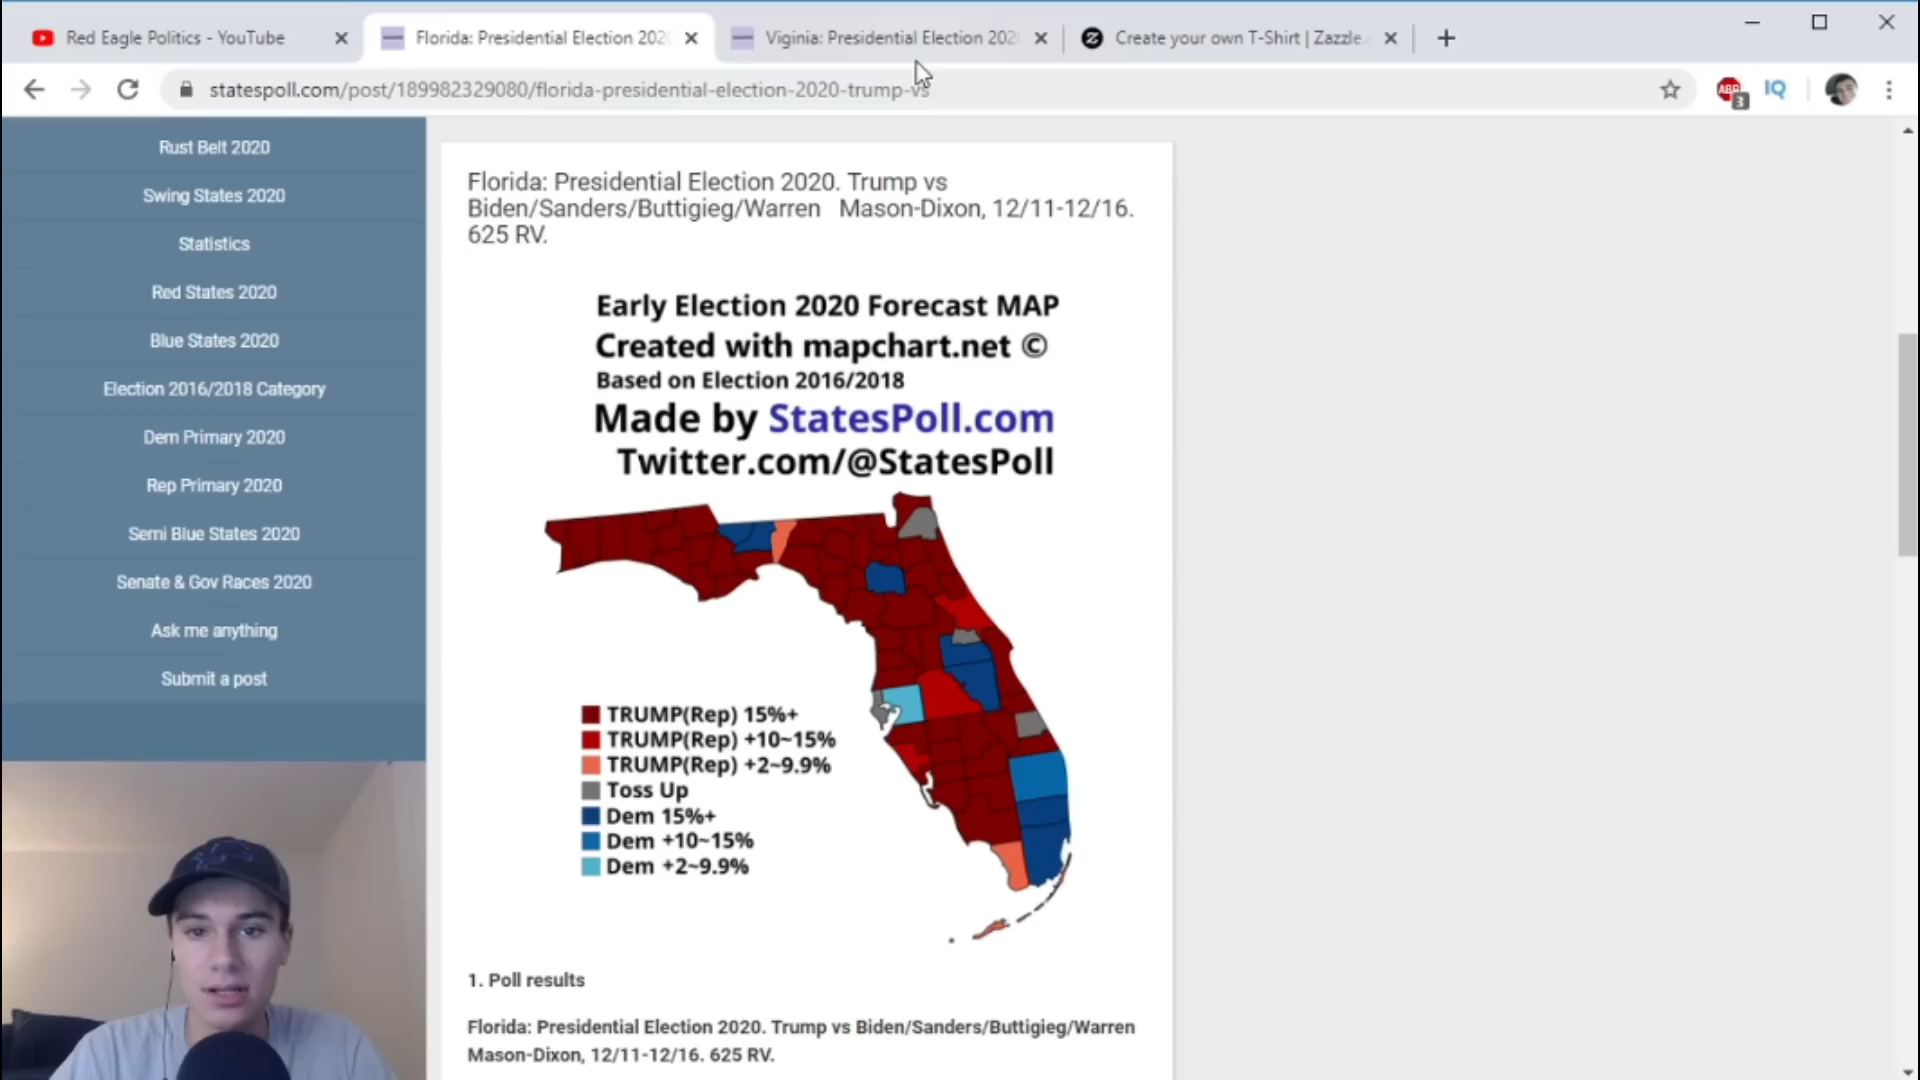 Red Eagle Politics - YouTube
Florida: Presidential Election 202
Viginia: Presidential Election 202
Create your own T-Shirt | Zazzle.
statespoll.com/post/189982329080/florida-presidential-election-2020-trump-vs
ABP
3
IQ
Rust Belt 2020
Swing States 2020
Statistics
Red States 2020
Blue States 2020
Election 2016/2018 Category
Dem Primary 2020
Rep Primary 2020
Semi Blue States 2020
Senate & Gov Races 2020
Ask me anything
Submit a post
Florida: Presidential Election 2020. Trump vs
Biden/Sanders/Buttigieg/Warren Mason-Dixon, 12/11-12/16.
625 RV.
Early Election 2020 Forecast MAP
Created with mapchart.net ©
Based on Election 2016/2018
Made by StatesPoll.com
Twitter.com/@StatesPoll
TRUMP(Rep) 15%+
TRUMP(Rep) +10~15%
TRUMP(Rep) +2~9.9%
Toss Up
Dem 15%+
Dem +10~15%
Dem +2~9.9%
1. Poll results
Florida: Presidential Election 2020. Trump vs Biden/Sanders/Buttigieg/Warren
Mason-Dixon, 12/11-12/16. 625 RV.